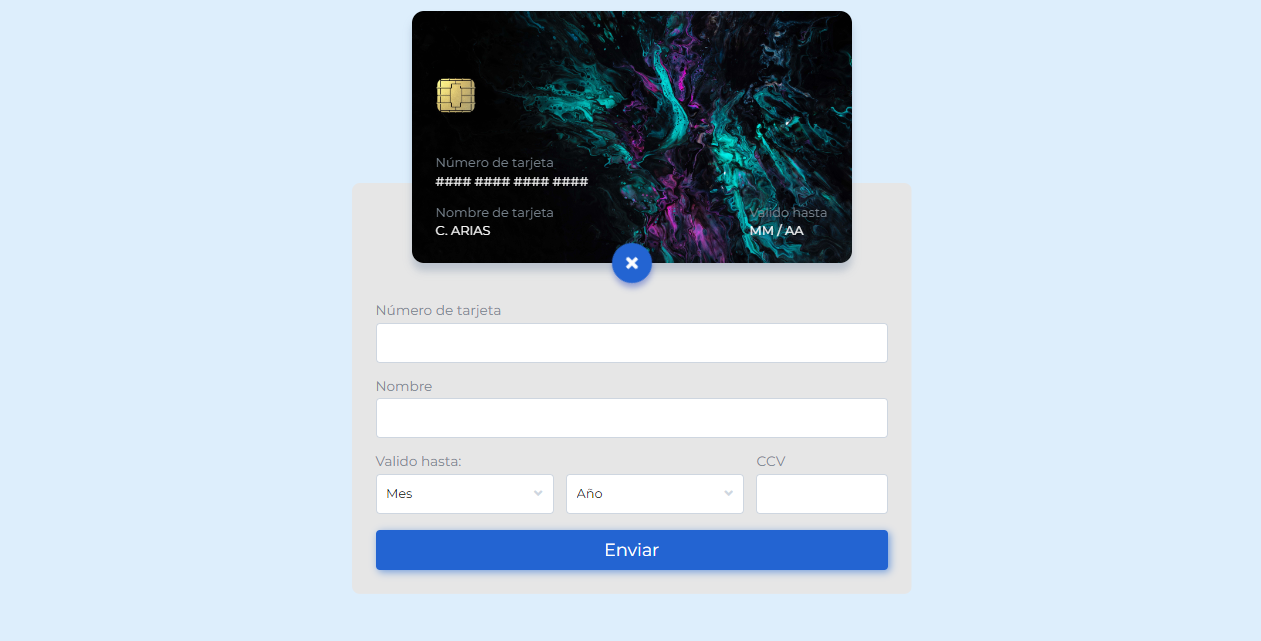 Número de tarjeta
#### #### #### ####
Nombre de tarjeta
Valido hasta
C. ARIAS
MM / AA
Número de tarjeta
Nombre
Valido hasta:
CCV
Mes
Año
Enviar